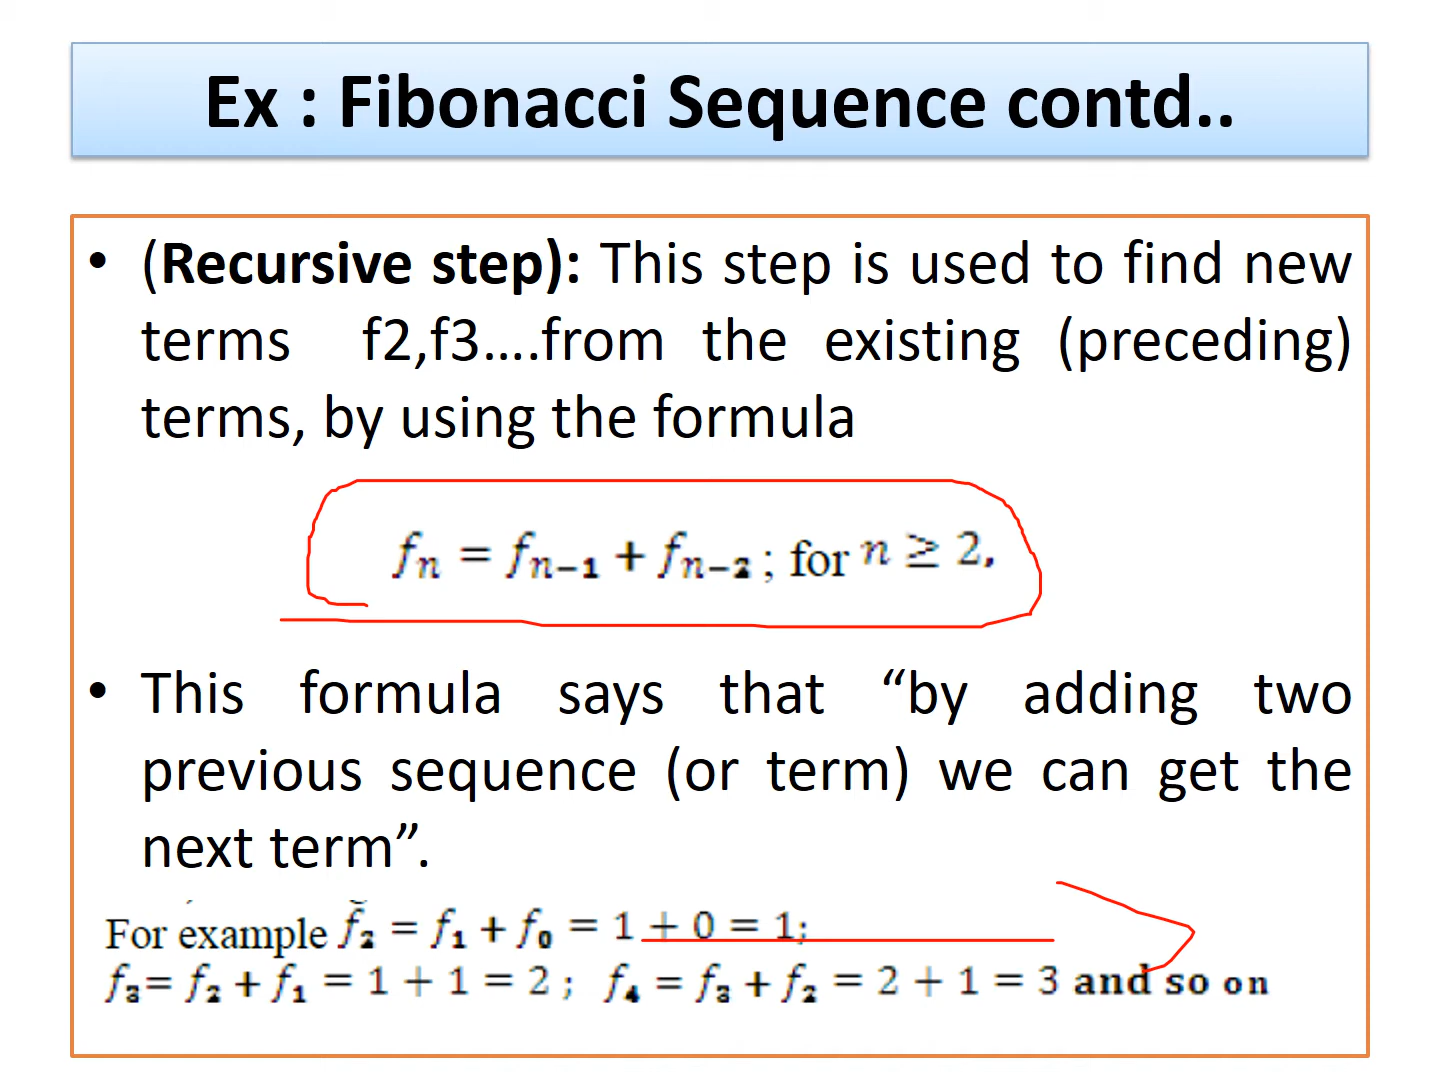 Ex : Fibonacci Sequence contd..
• (Recursive step): This step is used to find new
terms f2,f3....from the existing (preceding)
terms, by using the formula
fₙ = fₙ₋₁ + fₙ₋₂ ; for n ≥ 2,
• This formula says that “by adding two
previous sequence (or term) we can get the
next term”.
For example f₂ = f₁ + f₀ = 1 + 0 = 1;
f₃= f₂ + f₁ = 1 + 1 = 2 ; f₄ = f₃ + f₂ = 2 + 1 = 3 and so on